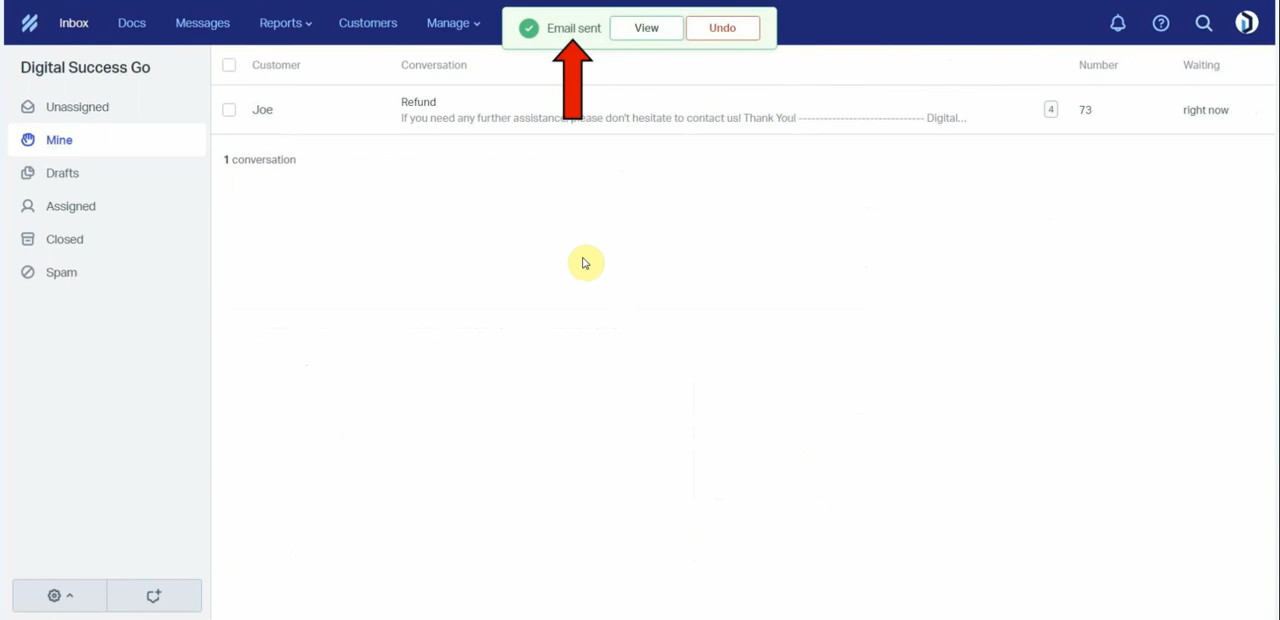 Inbox Docs Messages Reports Customers Manage Email sent View Undo
Digital Success Go
Customer Conversation Number Waiting
Unassigned
Mine
Drafts
Assigned
Closed
Spam
Joe Refund 4 73 right now
If you need any further assistance, please don't hesitate to contact us! Thank You! ------------------------------ Digital...
1 conversation